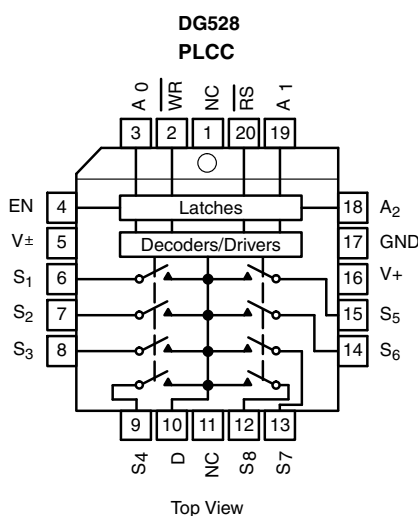 DG528
PLCC
A 0 WR NC RS A 1
3 2 1 20 19
EN 4 Latches 18 A2
V± 5 Decoders/Drivers 17 GND
S1 6 16 V+
S2 7 15 S5
S3 8 14 S6
9 10 11 12 13
S4 D NC S8 S7
Top View